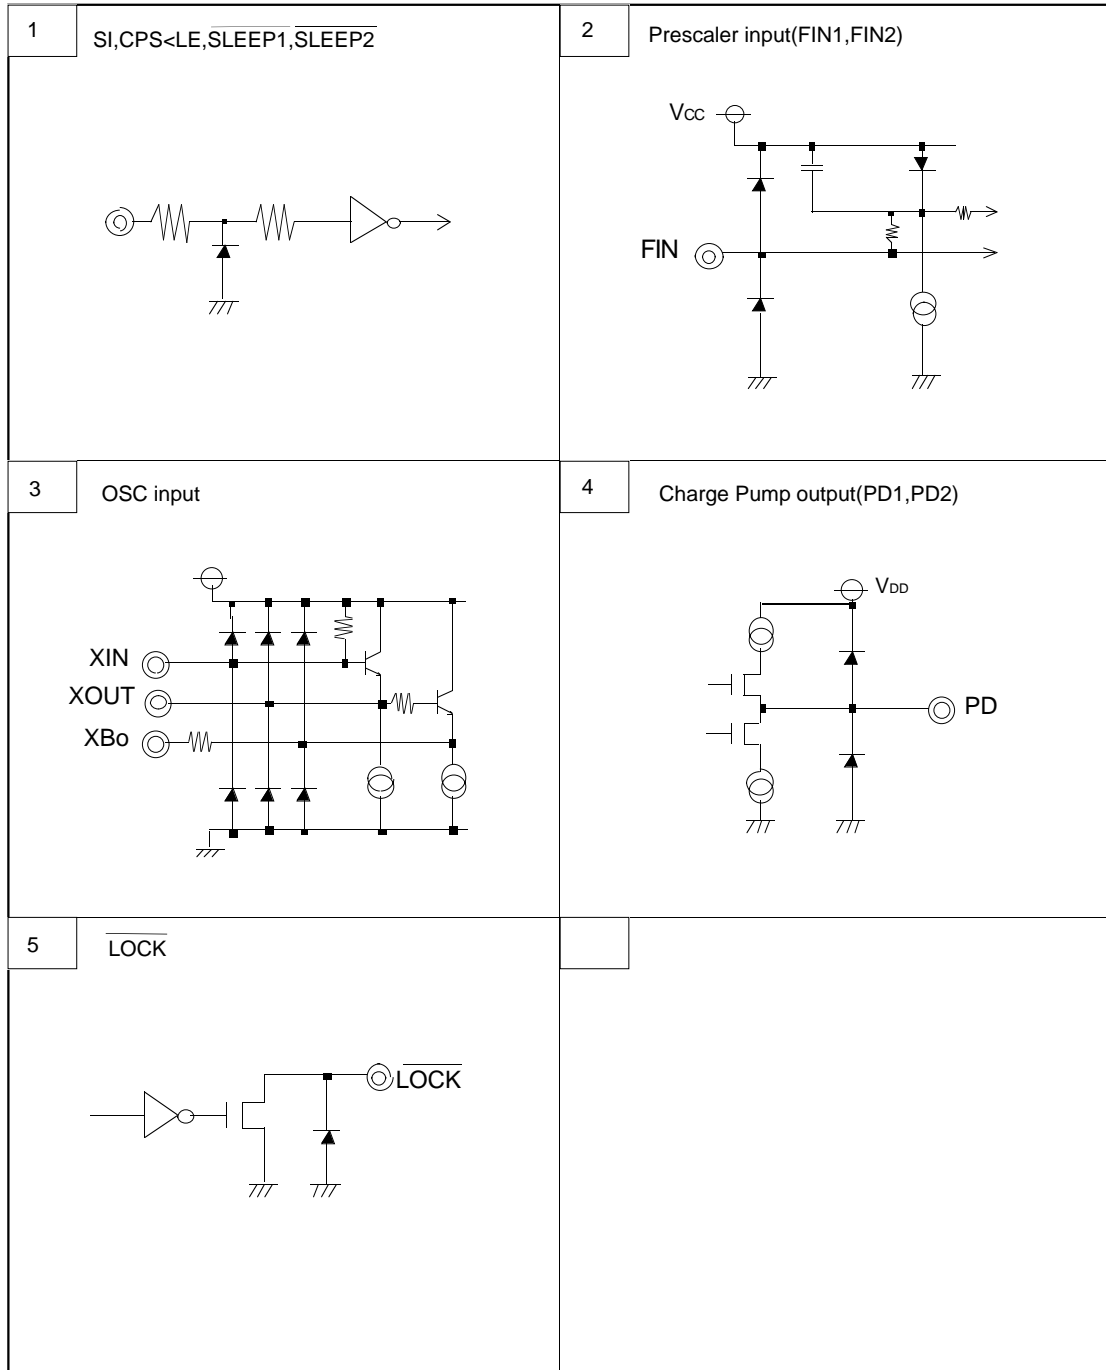 1
SI,CPS<LE,SLEEP1,SLEEP2
2
Prescaler input(FIN1,FIN2)
Vcc
FIN
3
OSC input
XIN
XOUT
XBo
4
Charge Pump output(PD1,PD2)
VDD
PD
5
LOCK
LOCK